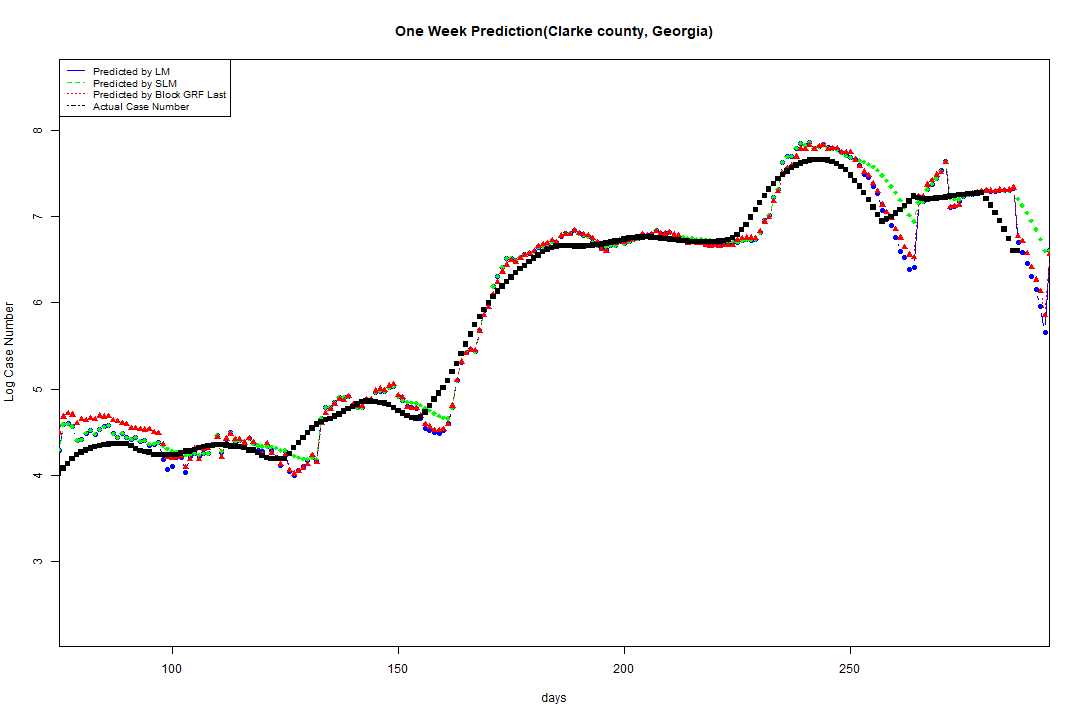 One Week Prediction(Clarke county, Georgia)
Predicted by LM
Predicted by SLM
Predicted by Block GRF Last
Actual Case Number
8
7
6
5
4
3
Log Case Number
100 150 200 250
days